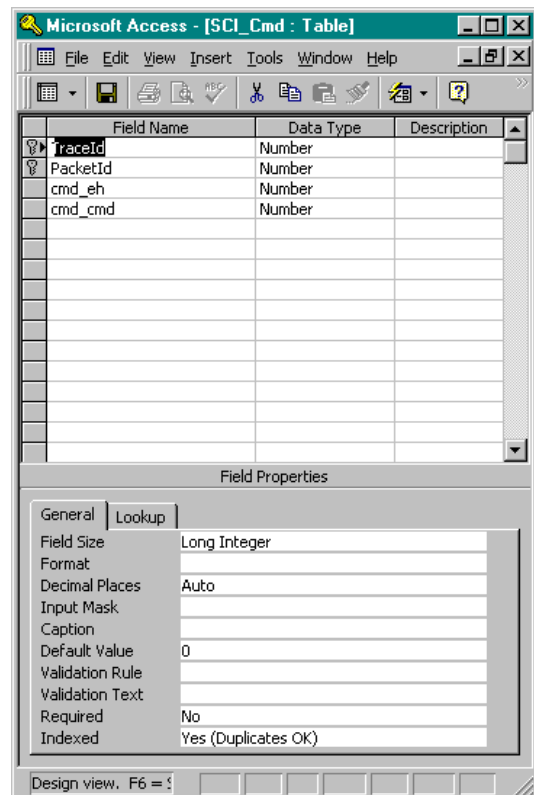 Microsoft Access - [SCI_Cmd : Table]
File Edit View Insert Tools Window Help
ABC
Field Name Data Type Description
TraceId Number
PacketId Number
cmd_eh Number
cmd_cmd Number
Field Properties
General Lookup
Field Size Long Integer
Format
Decimal Places Auto
Input Mask
Caption
Default Value 0
Validation Rule
Validation Text
Required No
Indexed Yes (Duplicates OK)
Design view. F6 =